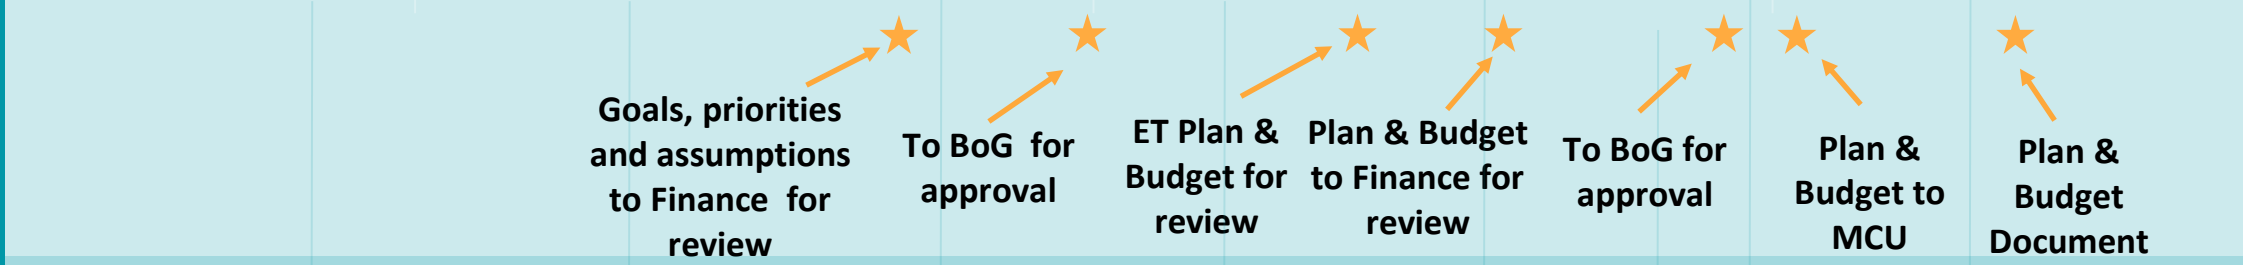 Goals, priorities
and assumptions
to Finance for
review
To BoG for
approval
ET Plan &
Budget for
review
Plan & Budget
to Finance for
review
To BoG for
approval
Plan &
Budget to
MCU
Plan &
Budget
Document